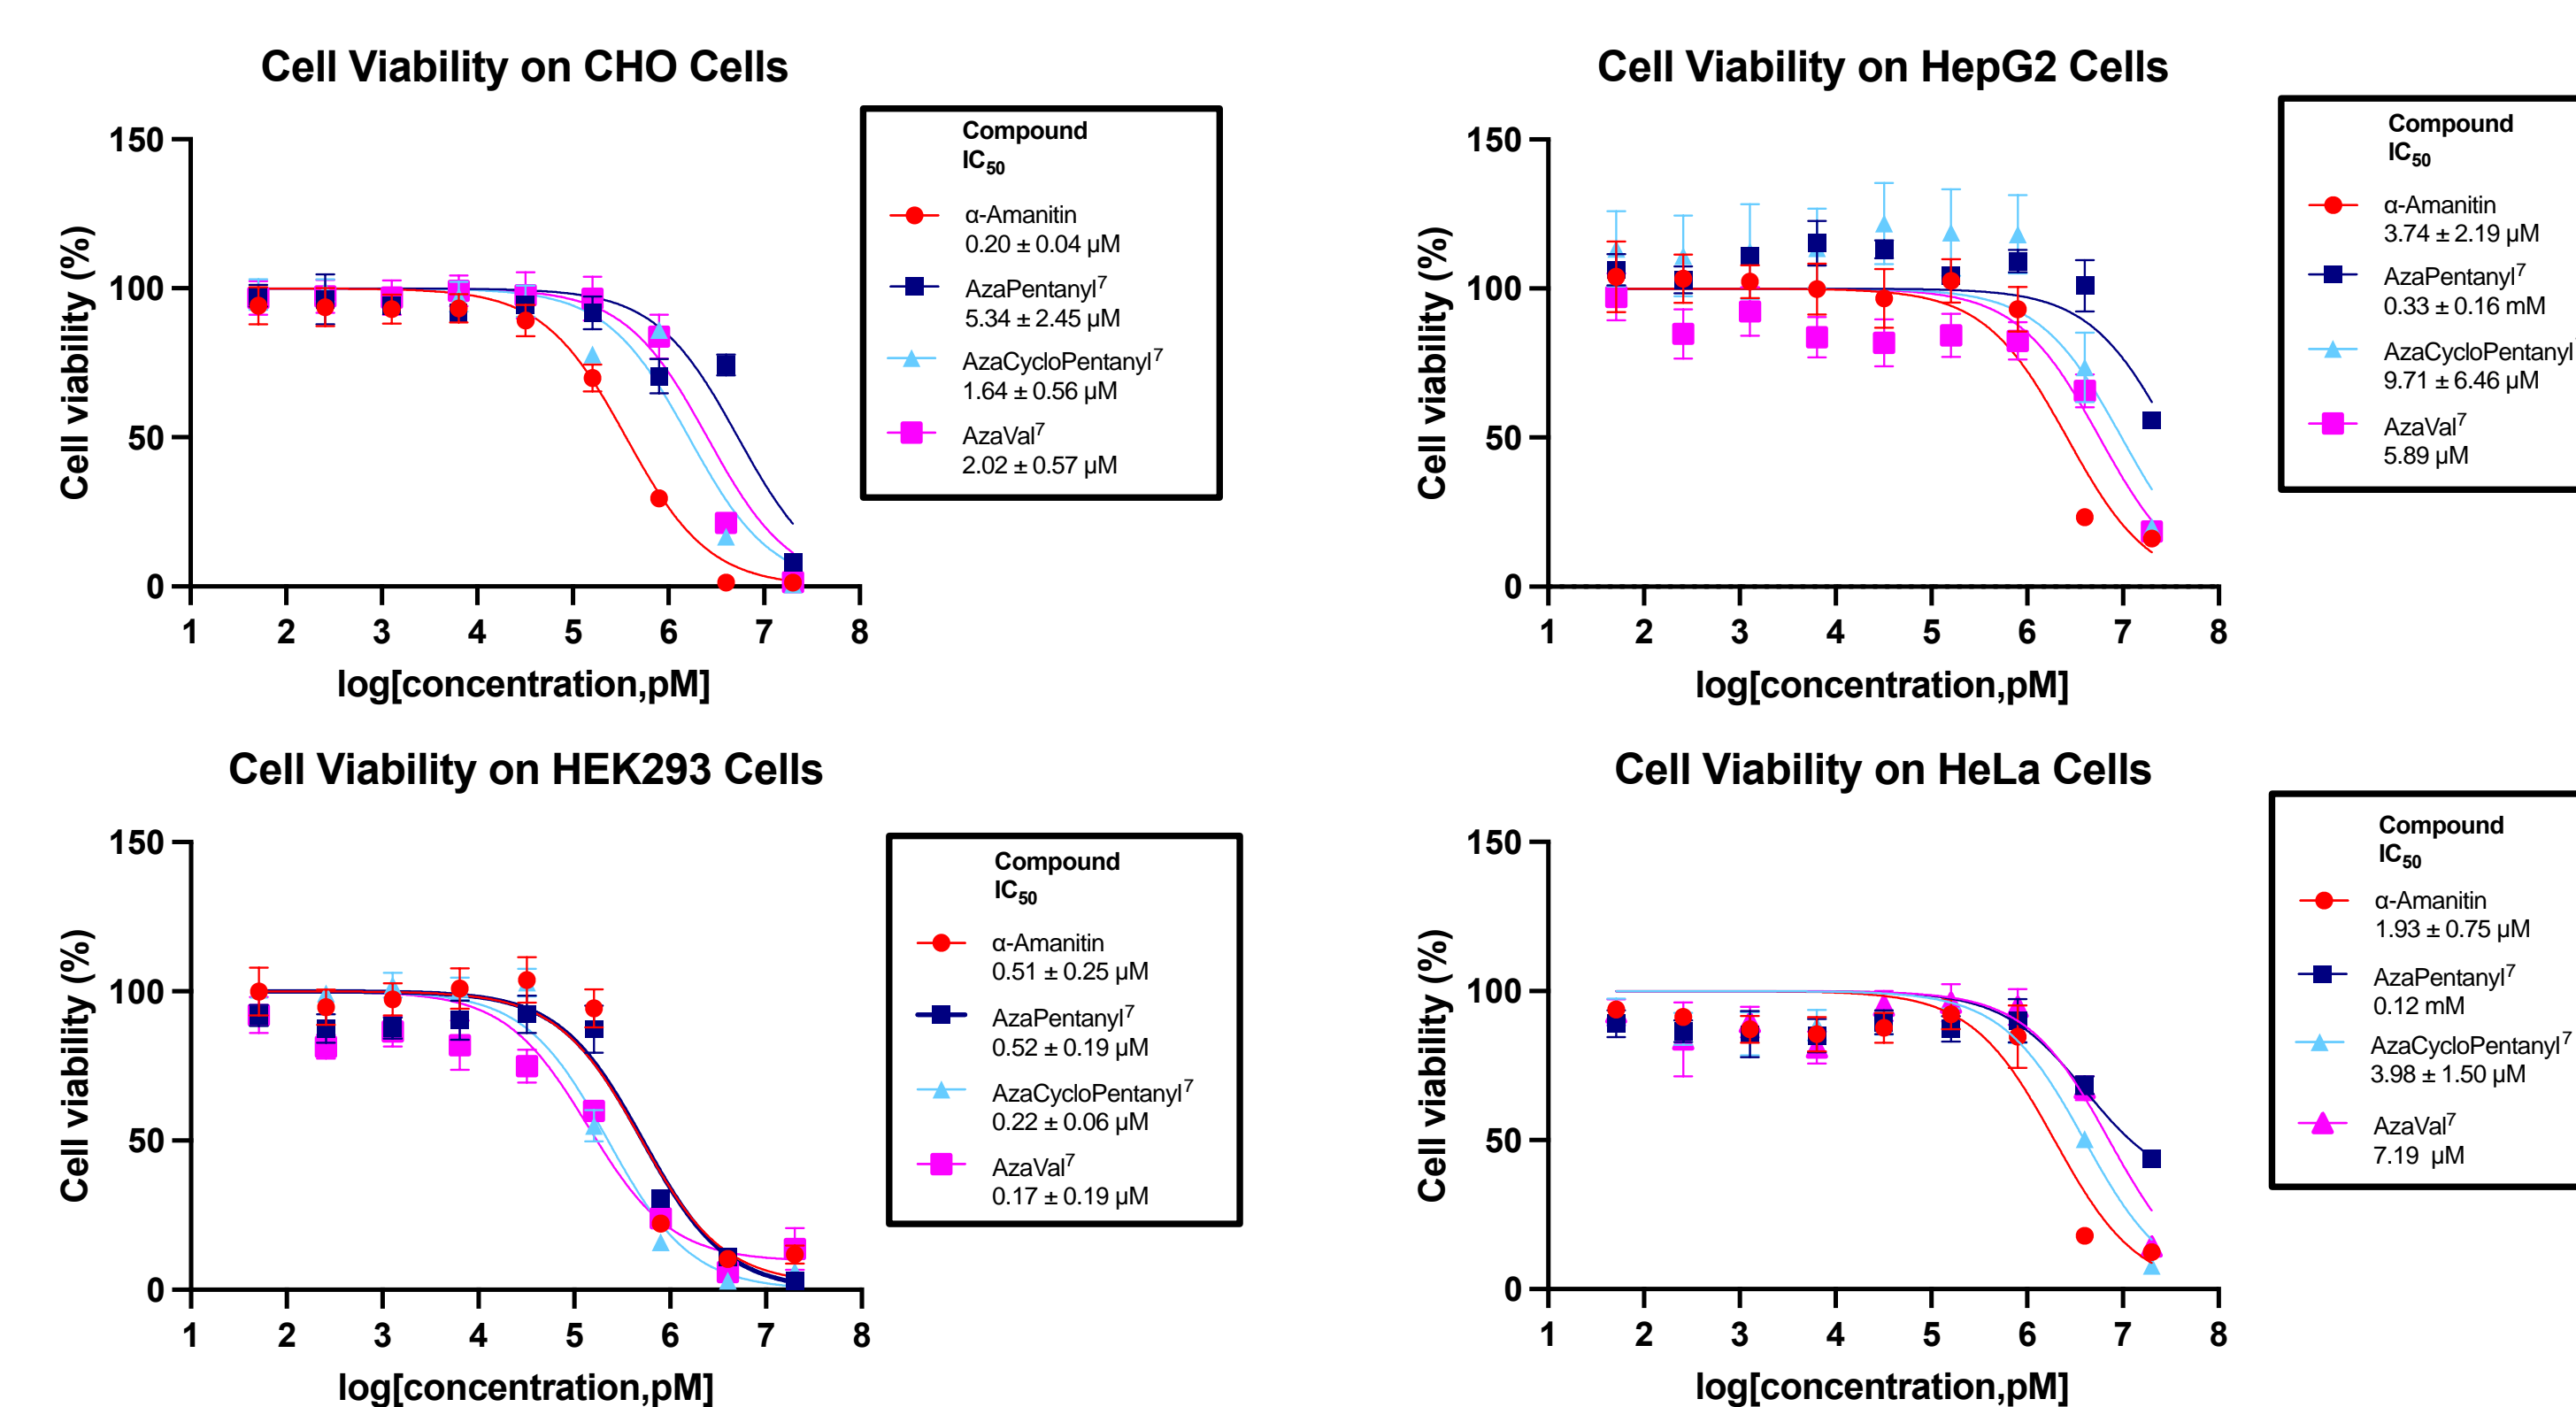 Cell Viability on CHO Cells
Cell viability (%)
150
100
50
0
1 2 3 4 5 6 7 8
log[concentration,pM]
Compound
IC50
α-Amanitin
0.20 ± 0.04 µM
AzaPentanyl7
5.34 ± 2.45 µM
AzaCycloPentanyl7
1.64 ± 0.56 µM
AzaVal7
2.02 ± 0.57 µM
Cell Viability on HepG2 Cells
Cell viability (%)
150
100
50
0
1 2 3 4 5 6 7 8
log[concentration,pM]
Compound
IC50
α-Amanitin
3.74 ± 2.19 µM
AzaPentanyl7
0.33 ± 0.16 mM
AzaCycloPentanyl
9.71 ± 6.46 µM
AzaVal7
5.89 µM
Cell Viability on HEK293 Cells
Cell viability (%)
150
100
50
0
1 2 3 4 5 6 7 8
log[concentration,pM]
Compound
IC50
α-Amanitin
0.51 ± 0.25 µM
AzaPentanyl7
0.52 ± 0.19 µM
AzaCycloPentanyl7
0.22 ± 0.06 µM
AzaVal7
0.17 ± 0.19 µM
Cell Viability on HeLa Cells
Cell viability (%)
150
100
50
0
1 2 3 4 5 6 7 8
log[concentration,pM]
Compound
IC50
α-Amanitin
1.93 ± 0.75 µM
AzaPentanyl7
0.12 mM
AzaCycloPentanyl7
3.98 ± 1.50 µM
AzaVal7
7.19 µM